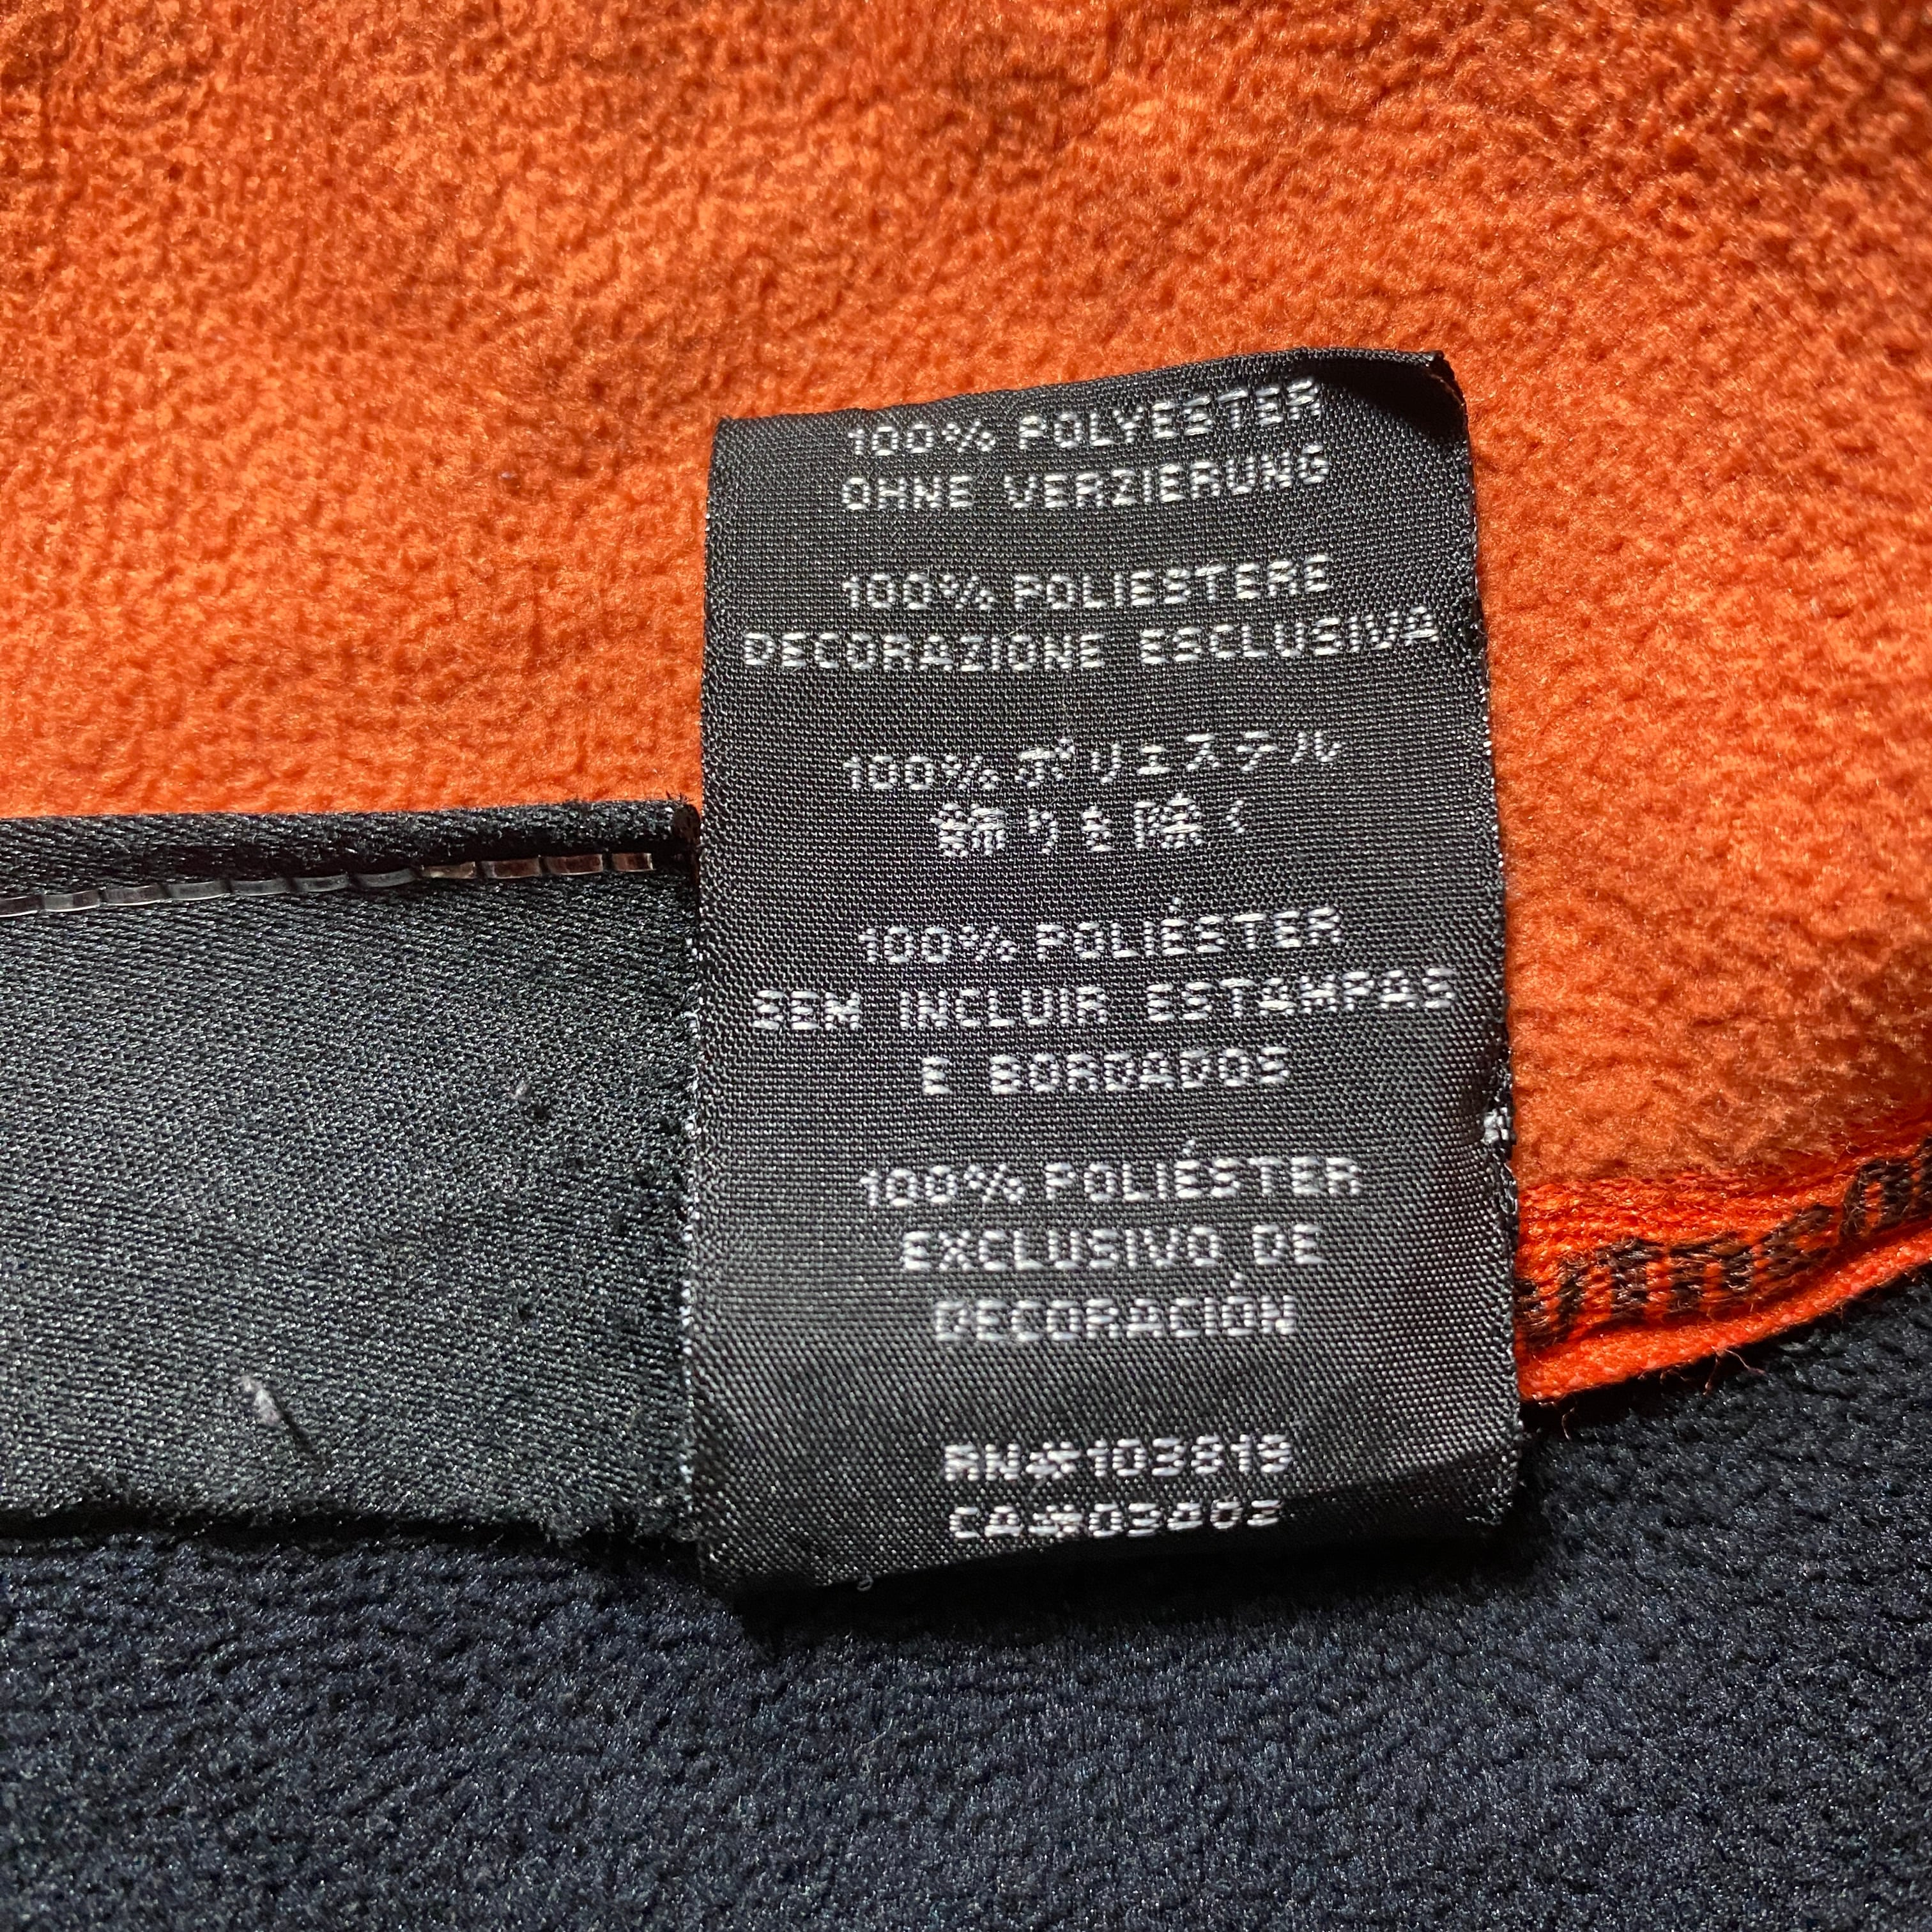 100% POLYESTER
OHNE VERZIERUNG
100% POLIESTERE
DECORAZIONE ESCLUSIVA
100% ポリエステル
飾りを除く
100% POLIÉSTER
SEM INCLUIR ESTAMPAS
E BORDADOS
100% POLIÉSTER
EXCLUSIVO DE
DECORACIÓN
RN#103819
CA#03402